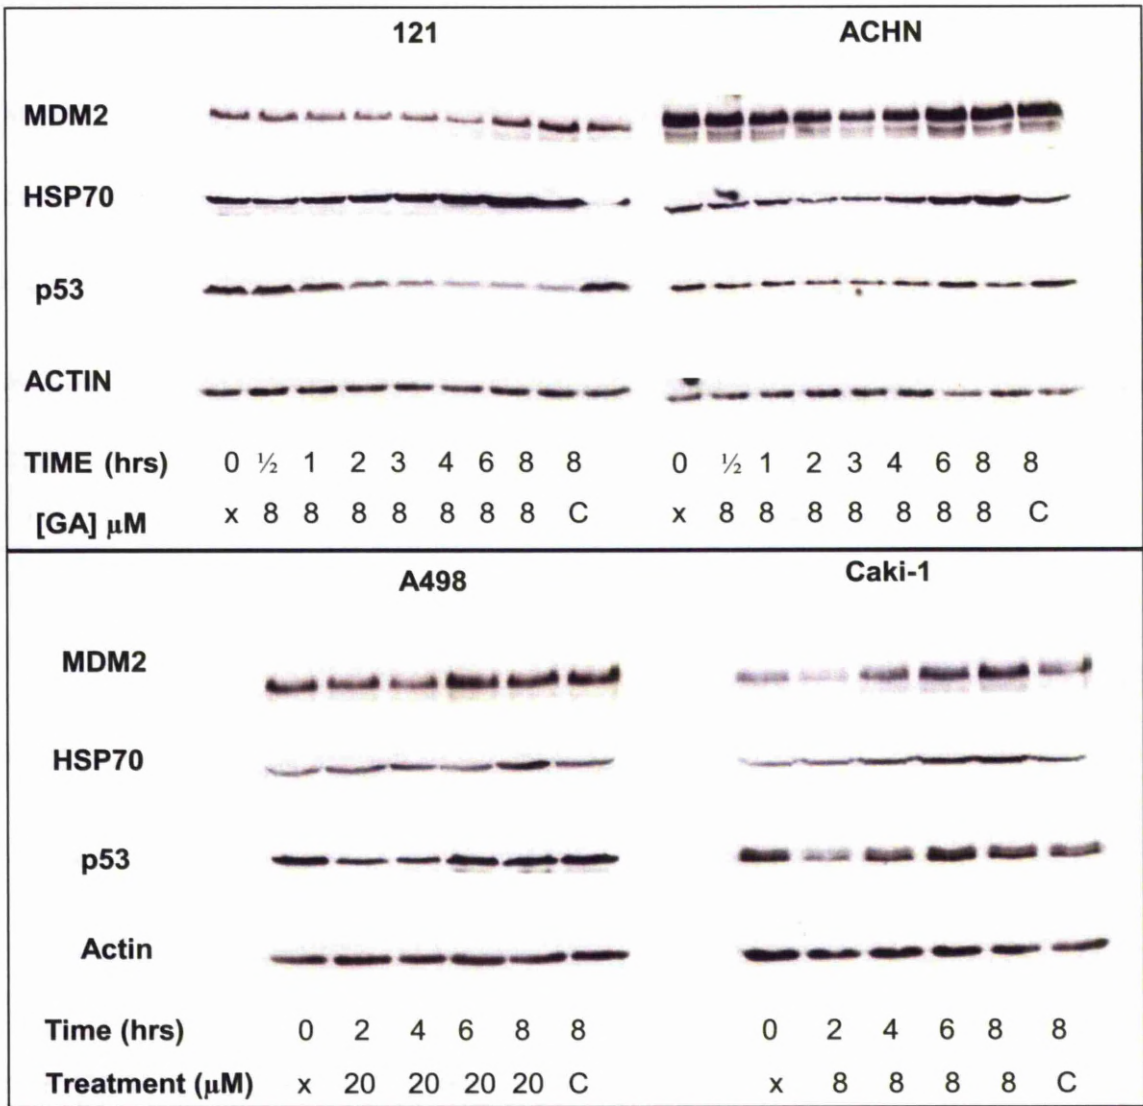 121 ACHN
MDM2
HSP70
p53
ACTIN
TIME (hrs) 0 ½ 1 2 3 4 6 8 8 0 ½ 1 2 3 4 6 8 8
[GA] μM x 8 8 8 8 8 8 8 C x 8 8 8 8 8 8 8 C
A498 Caki-1
MDM2
HSP70
p53
Actin
Time (hrs) 0 2 4 6 8 8 0 2 4 6 8 8
Treatment (μM) x 20 20 20 20 C x 8 8 8 8 C